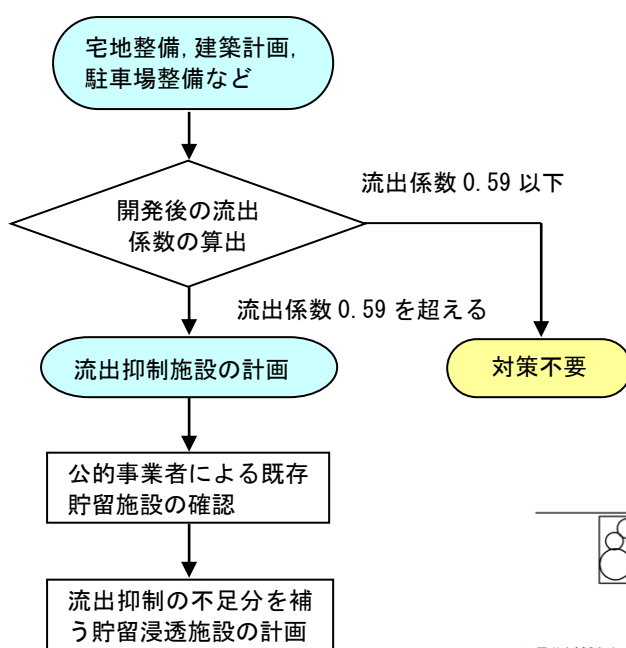 宅地整備, 建築計画,
駐車場整備など
流出係数 0.59 以下
開発後の流出
係数の算出
流出係数 0.59 を超える
流出抑制施設の計画
対策不要
公的事業者による既存
貯留施設の確認
流出抑制の不足分を補
う貯留浸透施設の計画